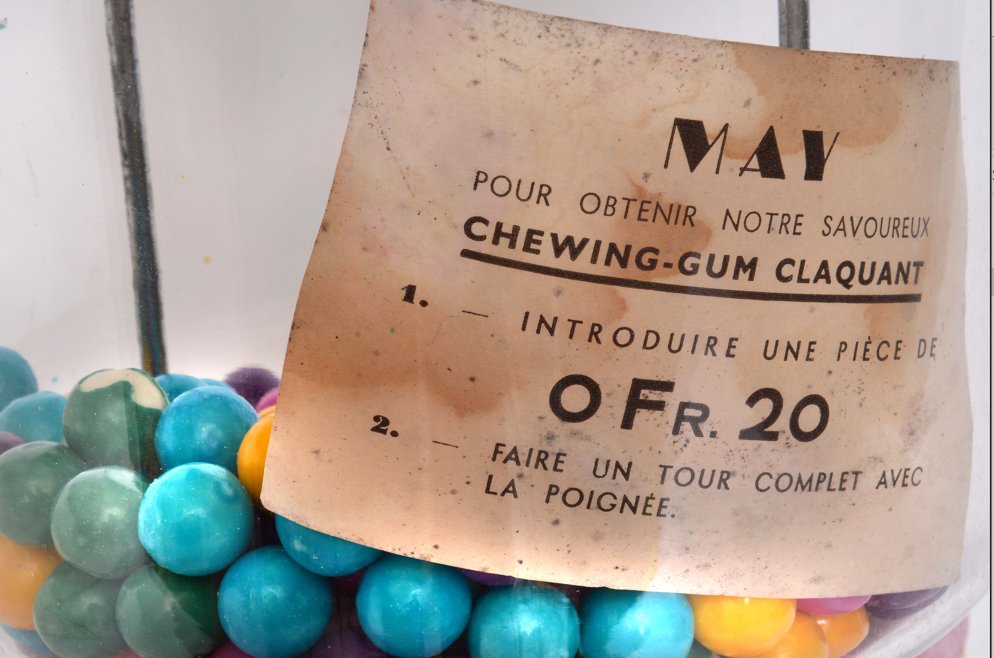 MAY
POUR OBTENIR NOTRE SAVOUREUX
CHEWING-GUM CLAQUANT
1. — INTRODUIRE UNE PIÈCE DE
0 FR. 20
2. — FAIRE UN TOUR COMPLET AVEC
LA POIGNÉE.